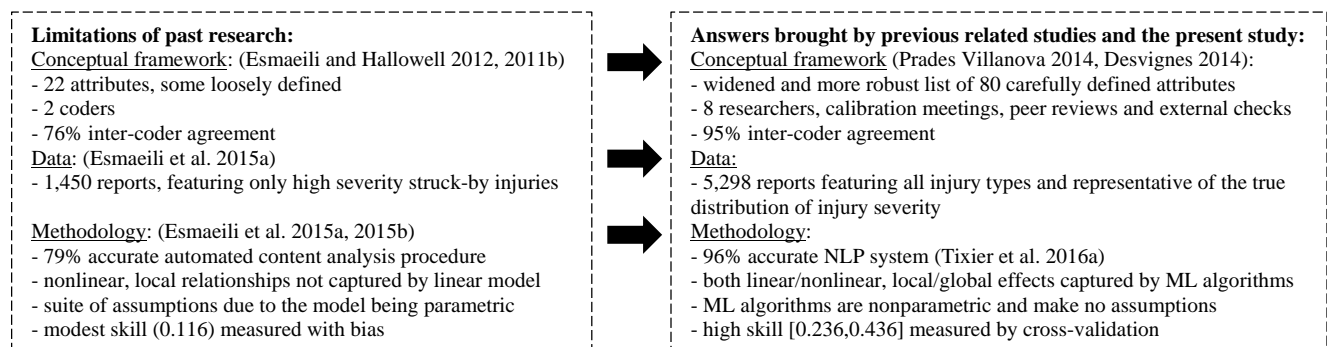 Limitations of past research:
Conceptual framework: (Esmaeili and Hallowell 2012, 2011b)
- 22 attributes, some loosely defined
- 2 coders
- 76% inter-coder agreement
Data: (Esmaeili et al. 2015a)
- 1,450 reports, featuring only high severity struck-by injuries
Methodology: (Esmaeili et al. 2015a, 2015b)
- 79% accurate automated content analysis procedure
- nonlinear, local relationships not captured by linear model
- suite of assumptions due to the model being parametric
- modest skill (0.116) measured with bias
Answers brought by previous related studies and the present study:
Conceptual framework (Prades Villanova 2014, Desvignes 2014):
- widened and more robust list of 80 carefully defined attributes
- 8 researchers, calibration meetings, peer reviews and external checks
- 95% inter-coder agreement
Data:
- 5,298 reports featuring all injury types and representative of the true
distribution of injury severity
Methodology:
- 96% accurate NLP system (Tixier et al. 2016a)
- both linear/nonlinear, local/global effects captured by ML algorithms
- ML algorithms are nonparametric and make no assumptions
- high skill [0.236,0.436] measured by cross-validation